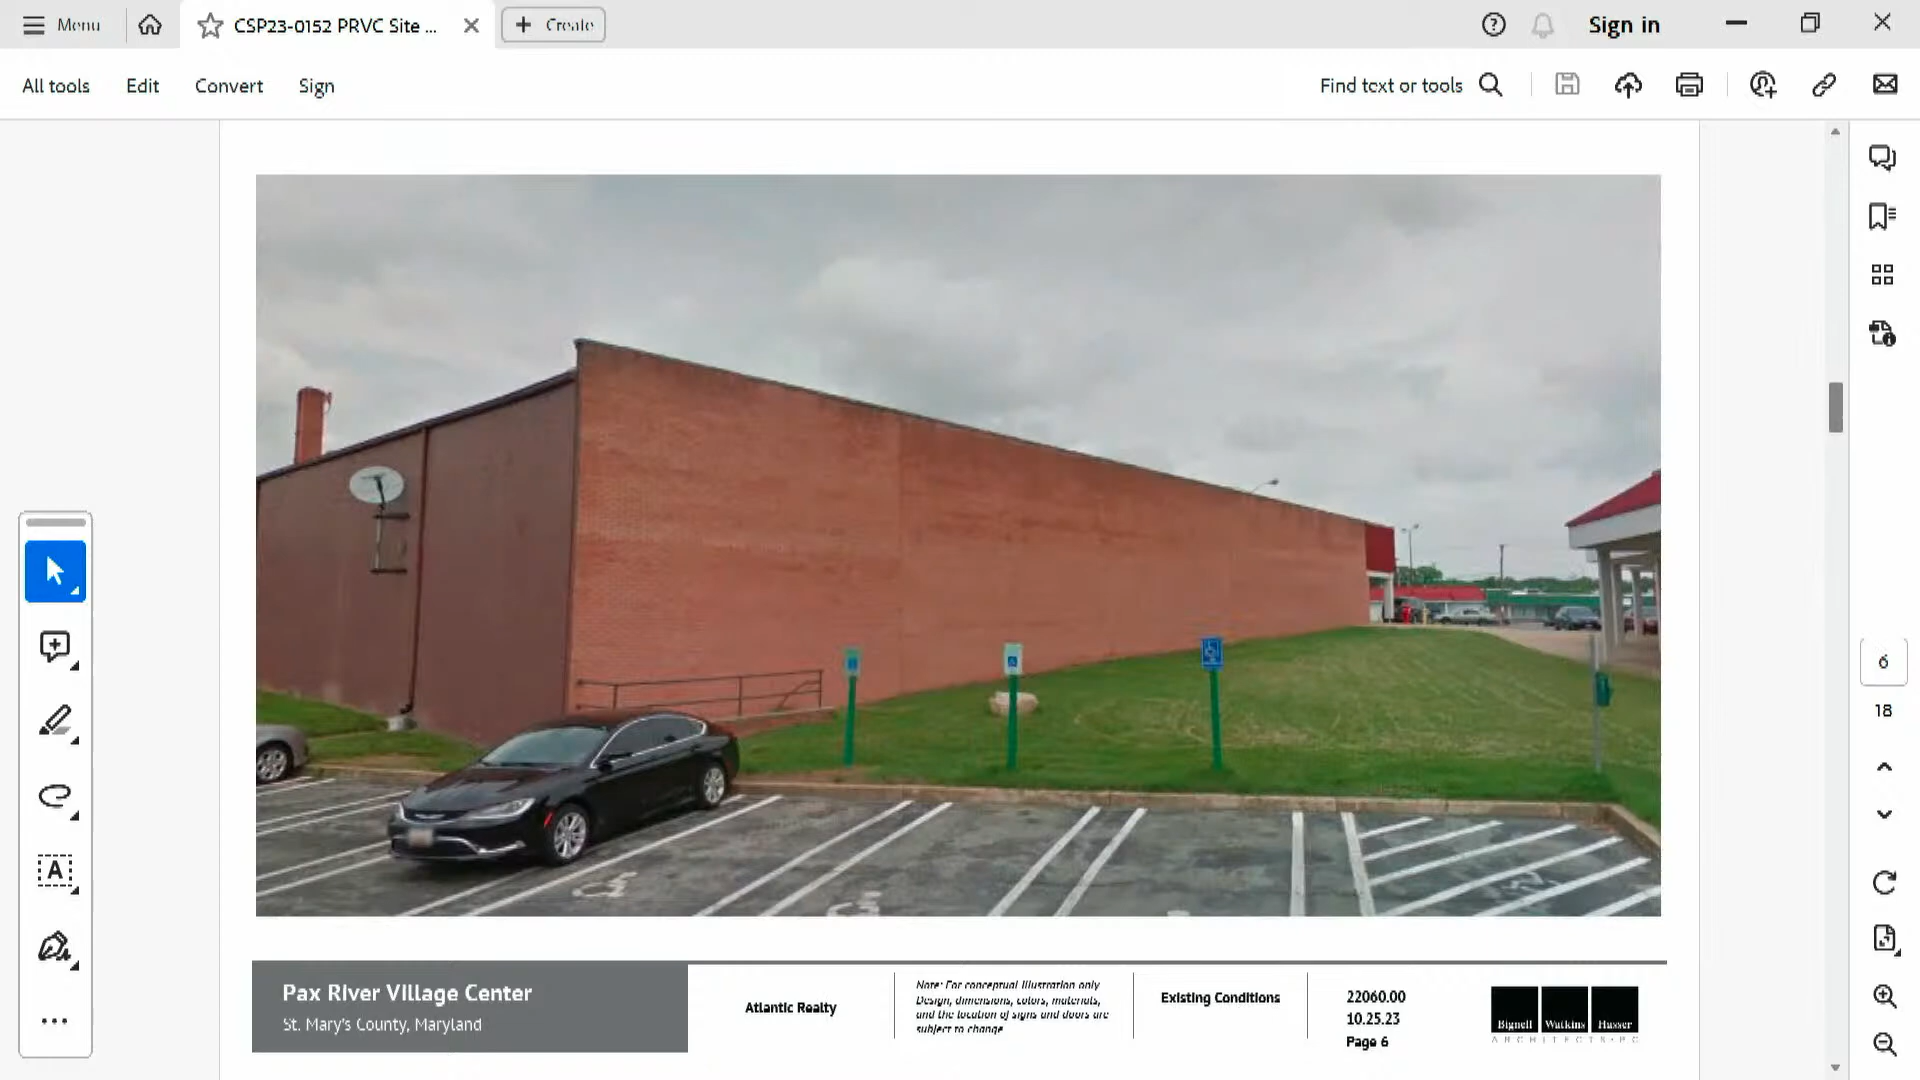 Menu
CSP23-0152 PRVC Site ...
Create
Sign in
All tools
Edit
Convert
Sign
Find text or tools
6
18
Pax River Village Center
St. Mary's County, Maryland
Atlantic Realty
Note: For conceptual illustration only
Design, dimensions, colors, materials,
and the location of signs and doors are
subject to change
Existing Conditions
22060.00
10.25.23
Page 6
Bignell Watkins Hasser
ARCHITECTS•PC